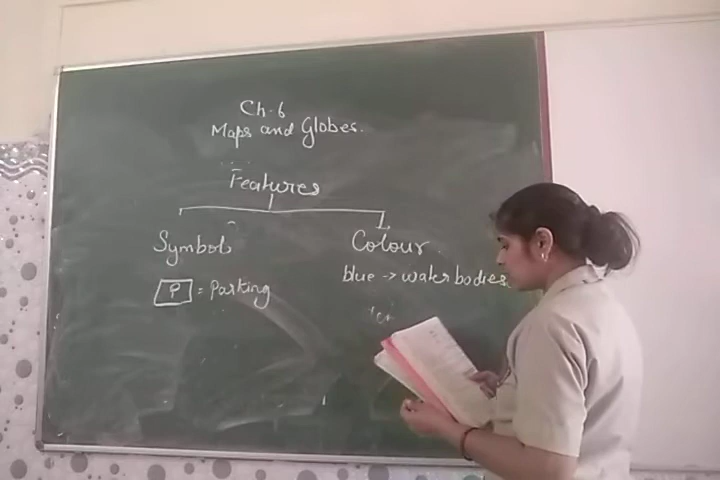 Ch-6
Maps and Globes.
Features
Symbols
Colour
P = Parking
blue → water bodies